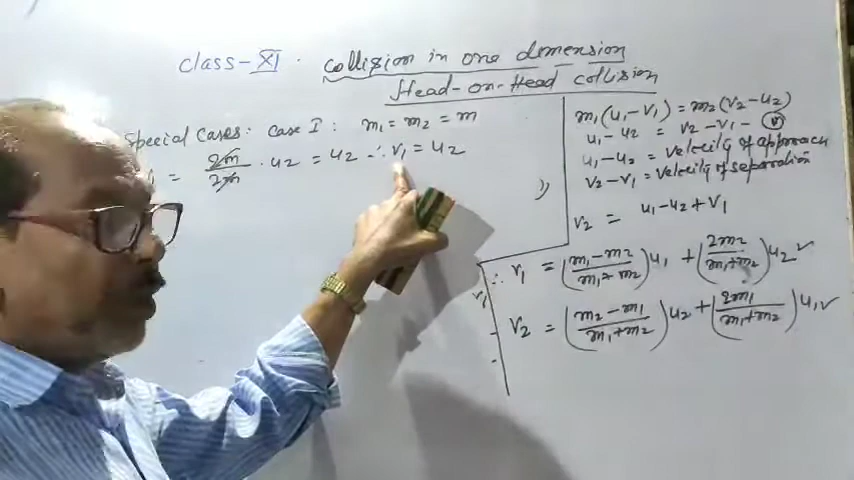 class-XI. collision in one dimension
Head-on-Head collision
Special Cases. Case I: m₁ = m₂ = m
= 2m/2m · u₂ = u₂ ∴ v₁ = u₂
m₁(u₁-v₁) = m₂(v₂-u₂)
u₁-u₂ = v₂-v₁ - (v)
u₁-u₂ = velocity of approach
v₂-v₁ = velocity of separation
v₂ = u₁-u₂+v₁
∴ v₁ = (m₁-m₂/m₁+m₂)u₁ + (2m₂/m₁+m₂)u₂ ✓
v₂ = (m₂-m₁/m₁+m₂)u₂ + (2m₁/m₁+m₂)u₁ ✓